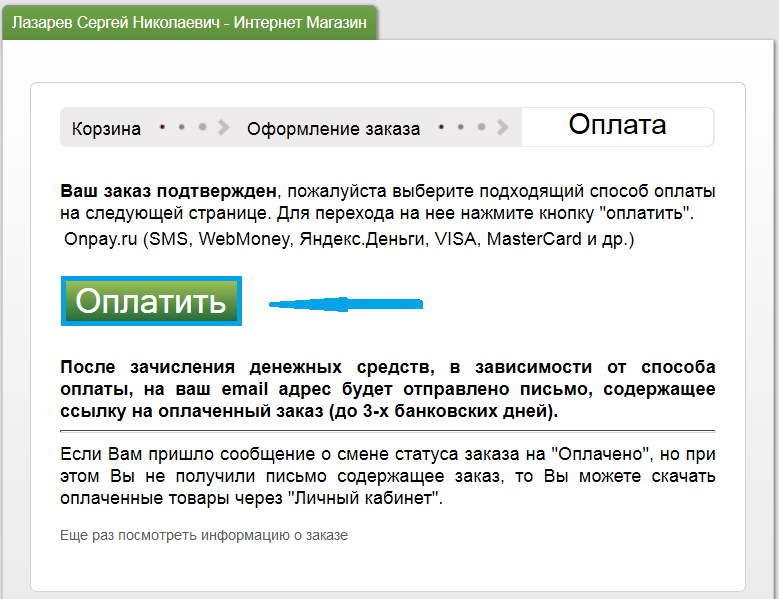 Лазарев Сергей Николаевич - Интернет Магазин
Корзина Оформление заказа Оплата
Ваш заказ подтвержден, пожалуйста выберите подходящий способ оплаты
на следующей странице. Для перехода на нее нажмите кнопку "оплатить".
Onpay.ru (SMS, WebMoney, Яндекс.Деньги, VISA, MasterCard и др.)
Оплатить
После зачисления денежных средств, в зависимости от способа
оплаты, на ваш email адрес будет отправлено письмо, содержащее
ссылку на оплаченный заказ (до 3-х банковских дней).
Если Вам пришло сообщение о смене статуса заказа на "Оплачено", но при
этом Вы не получили письмо содержащее заказ, то Вы можете скачать
оплаченные товары через "Личный кабинет".
Еще раз посмотреть информацию о заказе